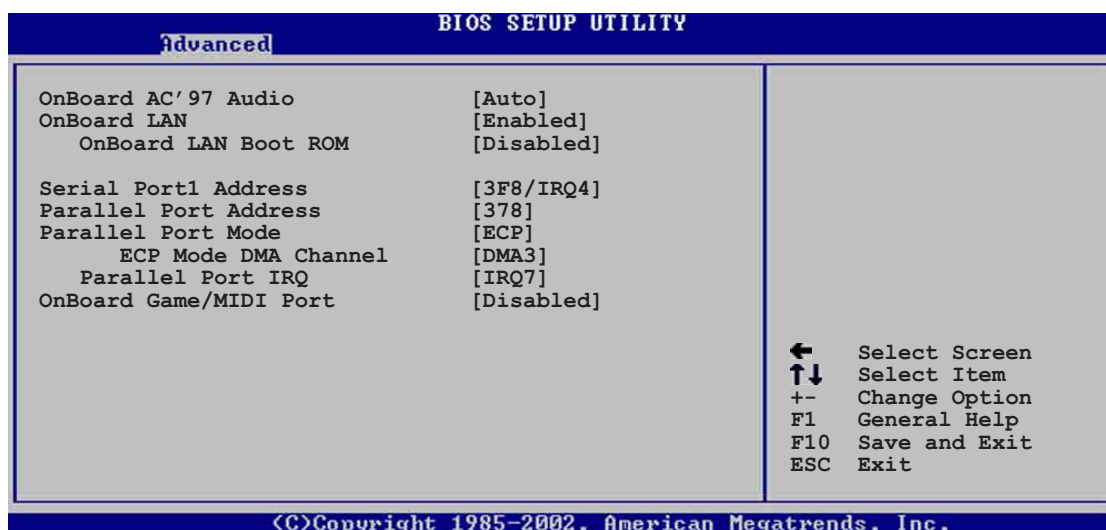 BIOS SETUP UTILITY
Advanced
OnBoard AC'97 Audio [Auto]
OnBoard LAN [Enabled]
OnBoard LAN Boot ROM [Disabled]
Serial Port1 Address [3F8/IRQ4]
Parallel Port Address [378]
Parallel Port Mode [ECP]
ECP Mode DMA Channel [DMA3]
Parallel Port IRQ [IRQ7]
OnBoard Game/MIDI Port [Disabled]
← Select Screen
↑↓ Select Item
+- Change Option
F1 General Help
F10 Save and Exit
ESC Exit
(C)Copyright 1985-2002, American Megatrends, Inc.